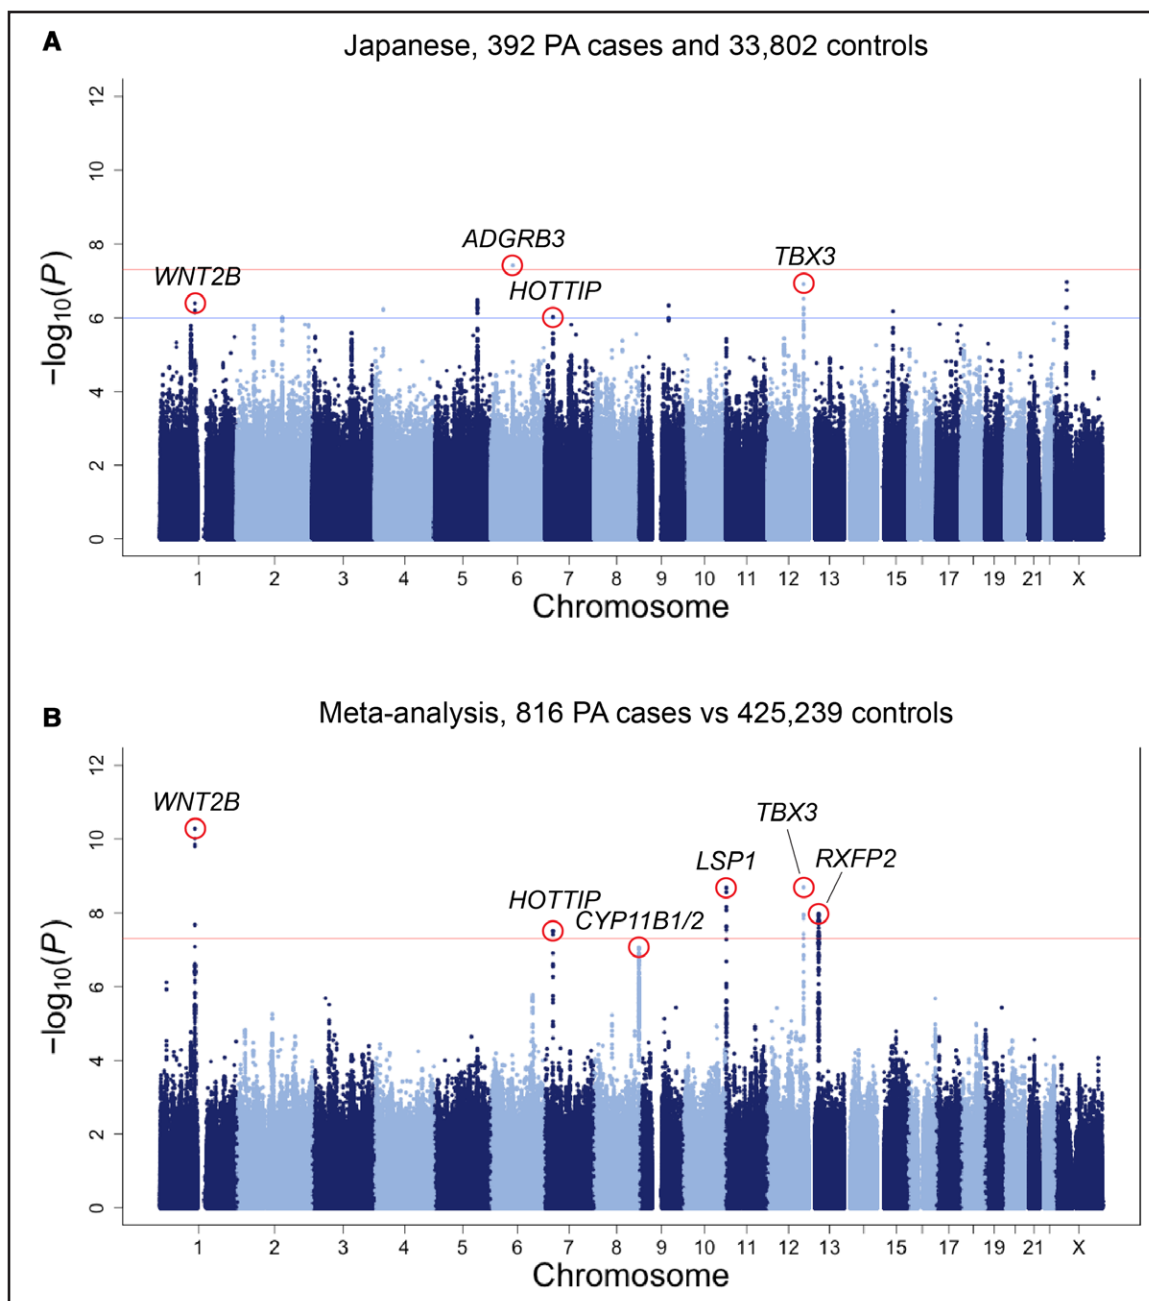 A
Japanese, 392 PA cases and 33,802 controls
12
10
8
6
4
2
0
−log10(P)
WNT2B
ADGRB3
HOTTIP
TBX3
1 2 3 4 5 6 7 8 9 10 11 12 13 15 17 19 21 X
Chromosome
B
Meta-analysis, 816 PA cases vs 425,239 controls
12
10
8
6
4
2
0
−log10(P)
WNT2B
HOTTIP
CYP11B1/2
LSP1
TBX3
RXFP2
1 2 3 4 5 6 7 8 9 10 11 12 13 15 17 19 21 X
Chromosome